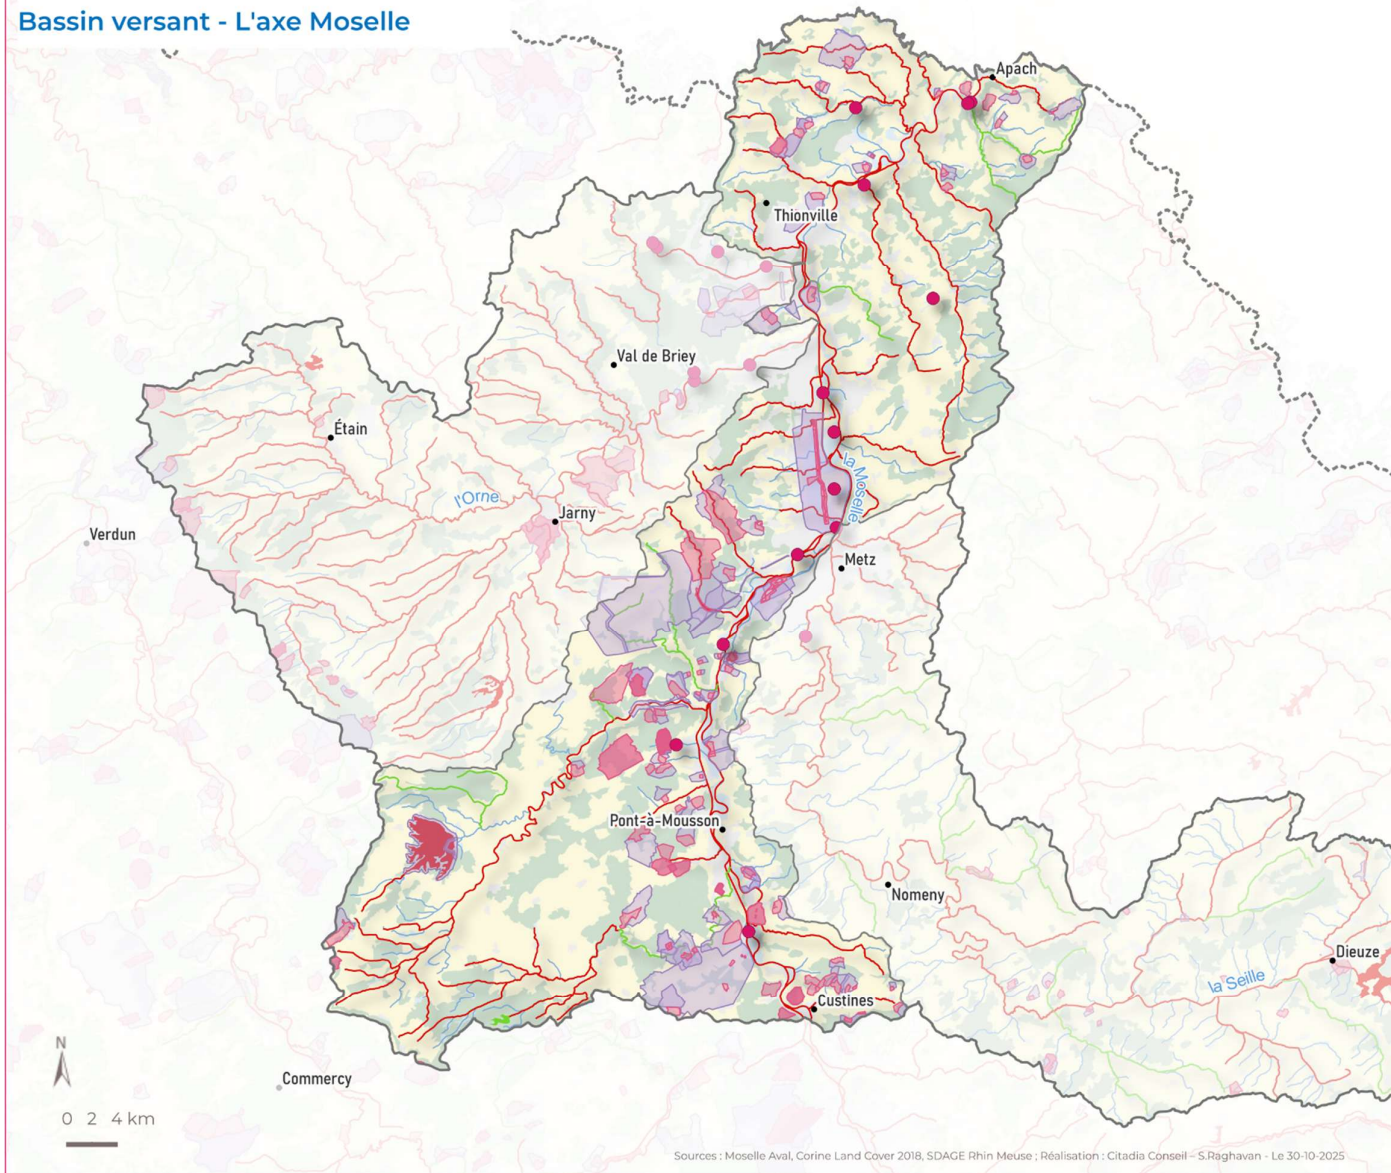 Bassin versant - L'axe Moselle
Apach
Thionville
Val de Briey
Étain
l'Orne
la Moselle
Jarny
Verdun
Metz
Pont-à-Mousson
Nomeny
Dieuze
la Seille
Custines
N
Commercy
0 2 4 km
Sources : Moselle Aval, Corine Land Cover 2018, SDAGE Rhin Meuse ; Réalisation : Citadia Conseil – S.Raghavan - Le 30-10-2025